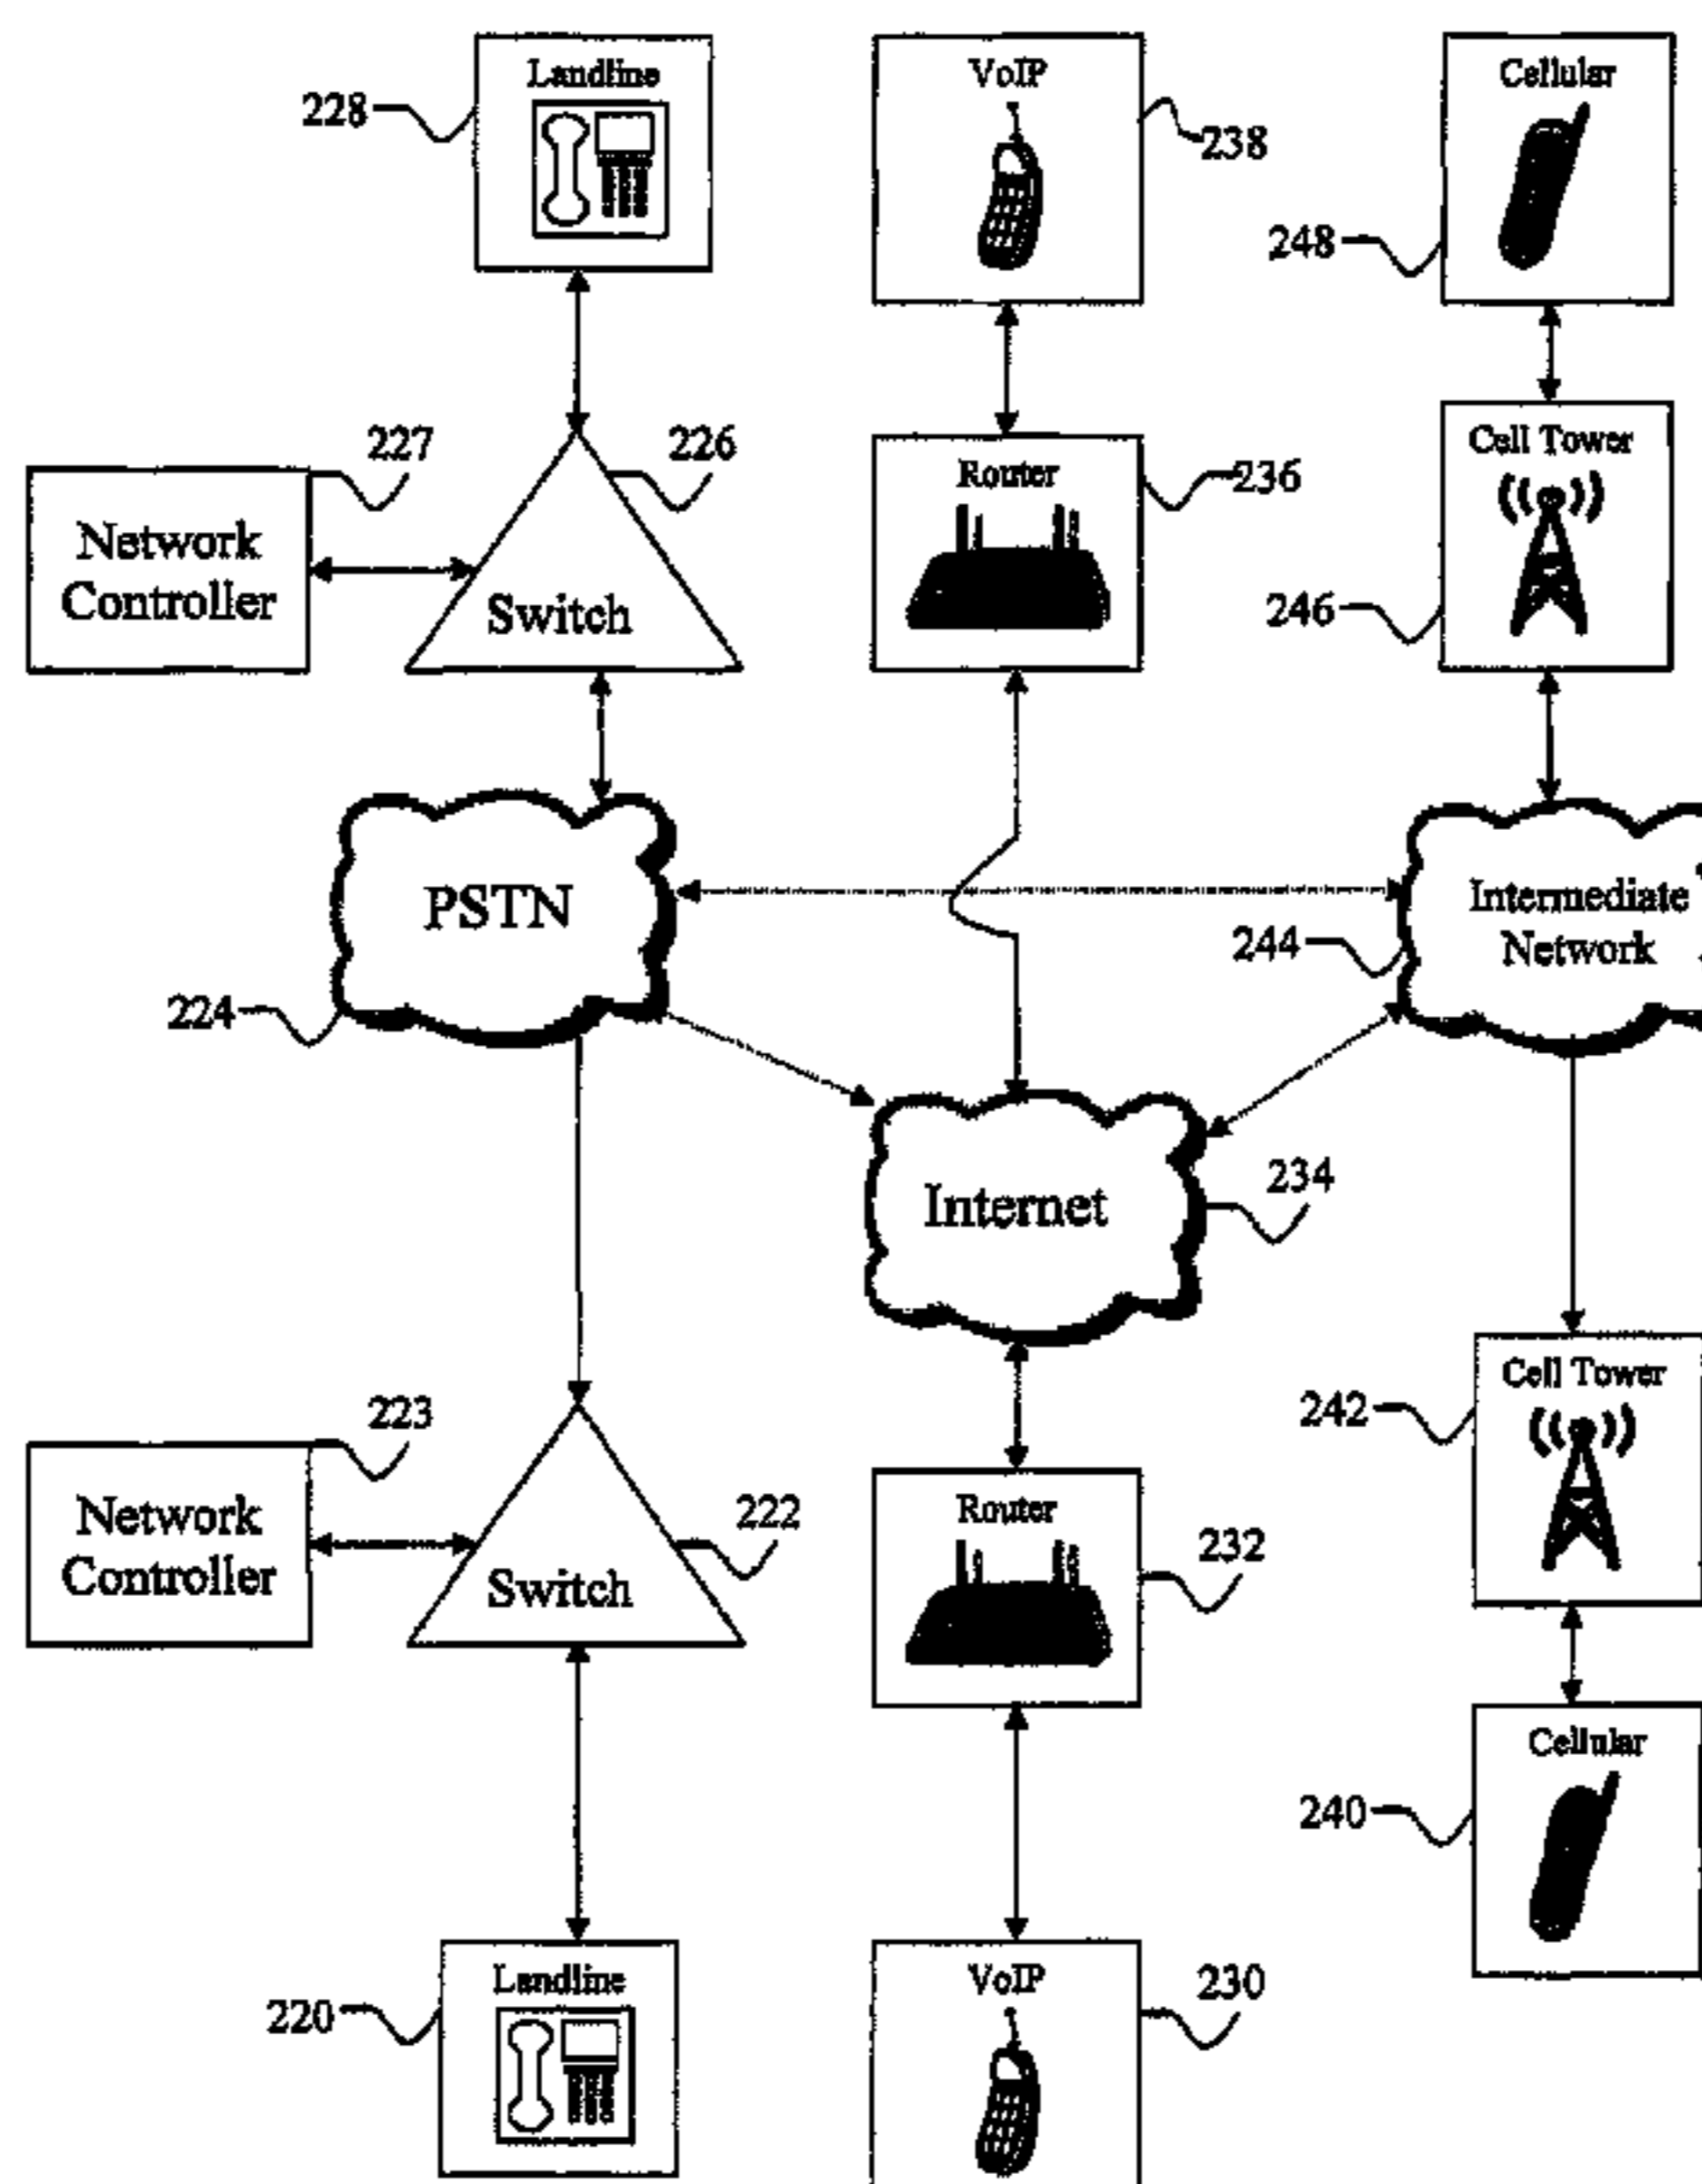 Landline
228
VoIP
238
Cellular
248
227
226
Network
Controller
Switch
Router
236
Cell Tower
246
PSTN
224
Intermediate
Network
244
Internet
234
223
Network
Controller
222
Switch
Router
232
Cell Tower
242
Cellular
240
Landline
220
VoIP
230